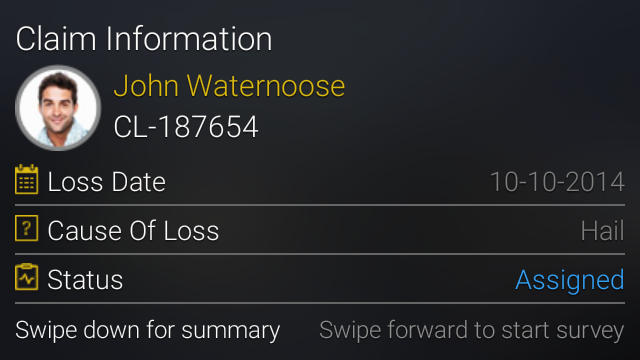 Claim Information
John Waternoose
CL-187654
Loss Date 10-10-2014
? Cause Of Loss Hail
Status Assigned
Swipe down for summary Swipe forward to start survey